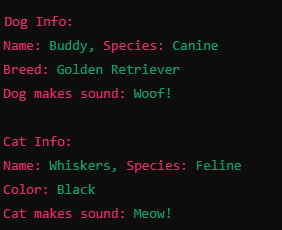 Dog Info:
Name: Buddy, Species: Canine
Breed: Golden Retriever
Dog makes sound: Woof!
Cat Info:
Name: Whiskers, Species: Feline
Color: Black
Cat makes sound: Meow!